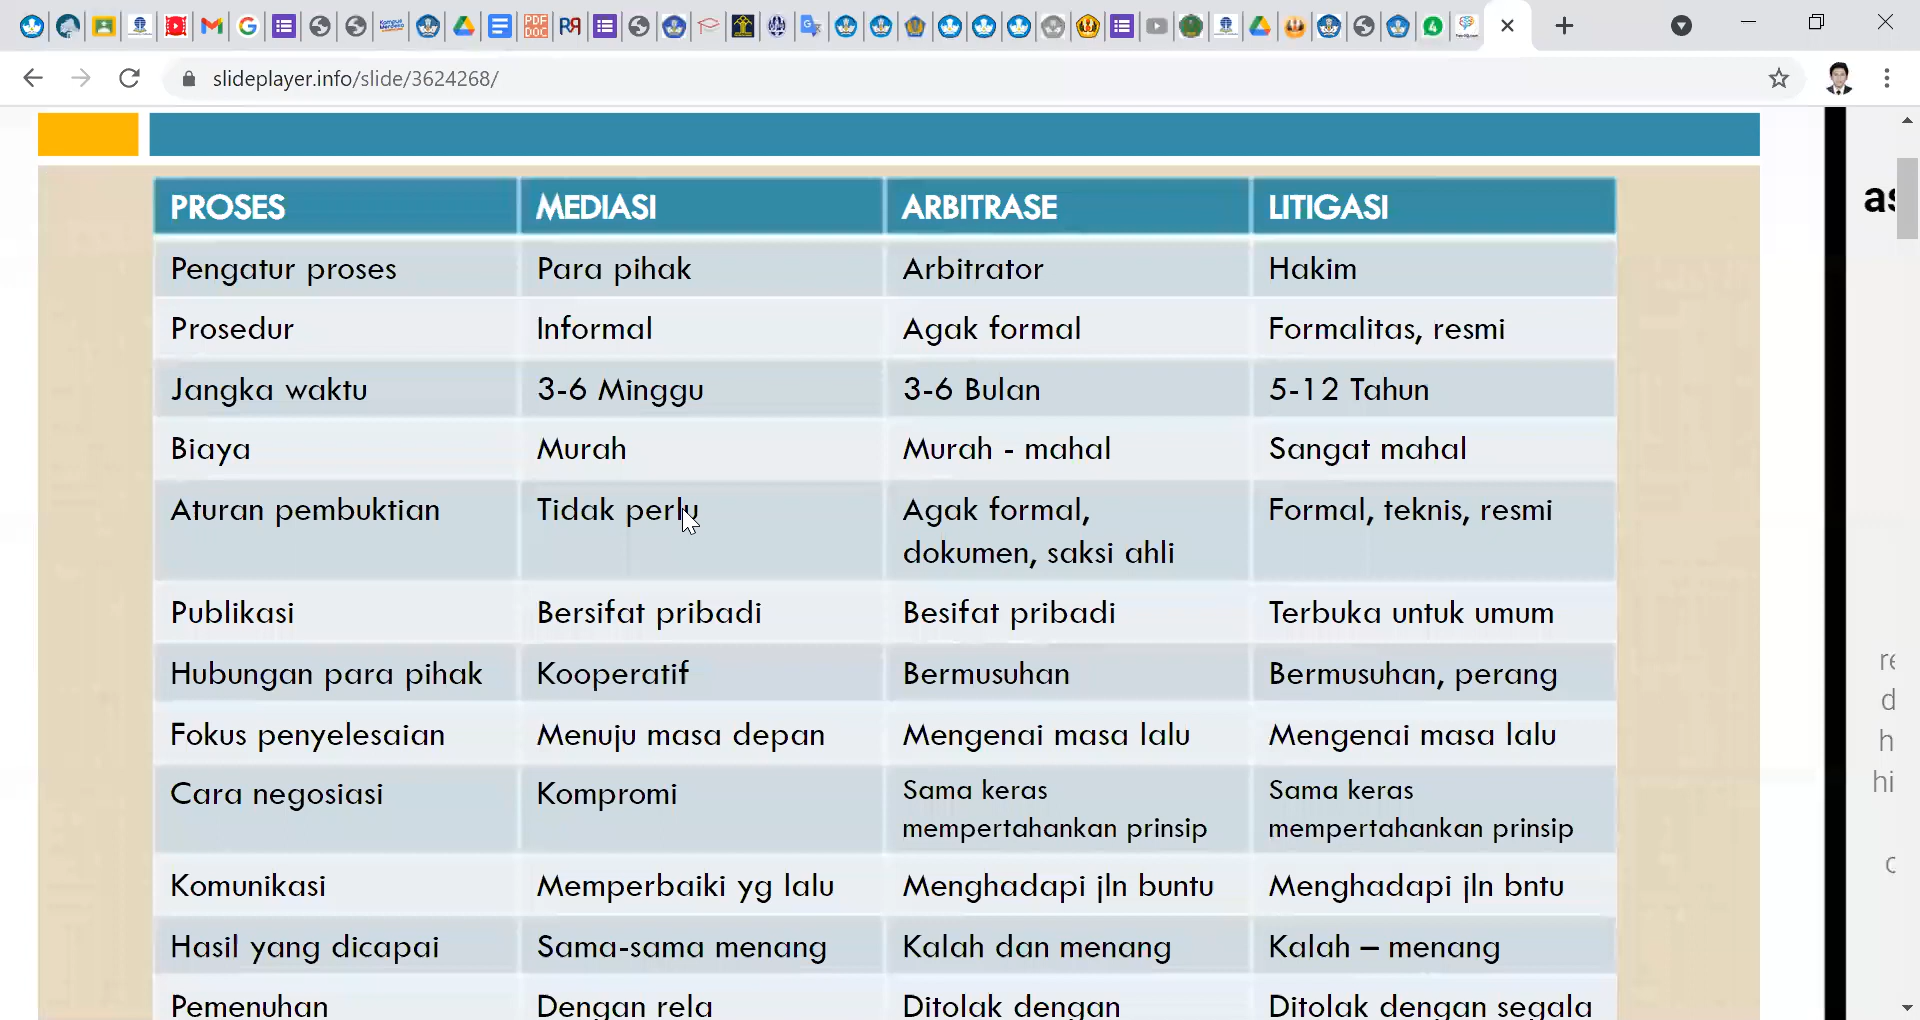 slideplayer.info/slide/3624268/
PROSES MEDIASI ARBITRASE LITIGASI
Pengatur proses Para pihak Arbitrator Hakim
Prosedur Informal Agak formal Formalitas, resmi
Jangka waktu 3-6 Minggu 3-6 Bulan 5-12 Tahun
Biaya Murah Murah - mahal Sangat mahal
Aturan pembuktian Tidak perlu Agak formal, Formal, teknis, resmi
dokumen, saksi ahli
Publikasi Bersifat pribadi Besifat pribadi Terbuka untuk umum
Hubungan para pihak Kooperatif Bermusuhan Bermusuhan, perang
Fokus penyelesaian Menuju masa depan Mengenai masa lalu Mengenai masa lalu
Cara negosiasi Kompromi Sama keras Sama keras
mempertahankan prinsip mempertahankan prinsip
Komunikasi Memperbaiki yg lalu Menghadapi jln buntu Menghadapi jln bntu
Hasil yang dicapai Sama-sama menang Kalah dan menang Kalah – menang
Pemenuhan Dengan rela Ditolak dengan Ditolak dengan segala